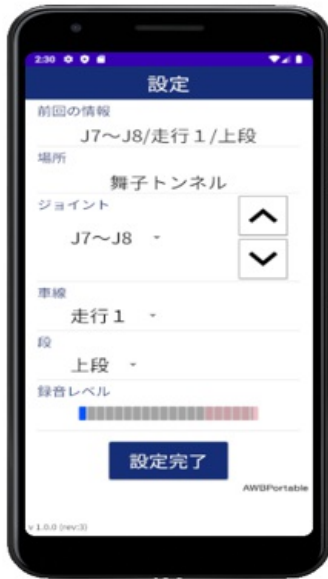 2:30
設定
前回の情報
J7～J8/走行1/上段
場所
舞子トンネル
ジョイント
J7～J8
車線
走行1
段
上段
録音レベル
設定完了
AWBPortable
v 1.0.0 (rev:3)